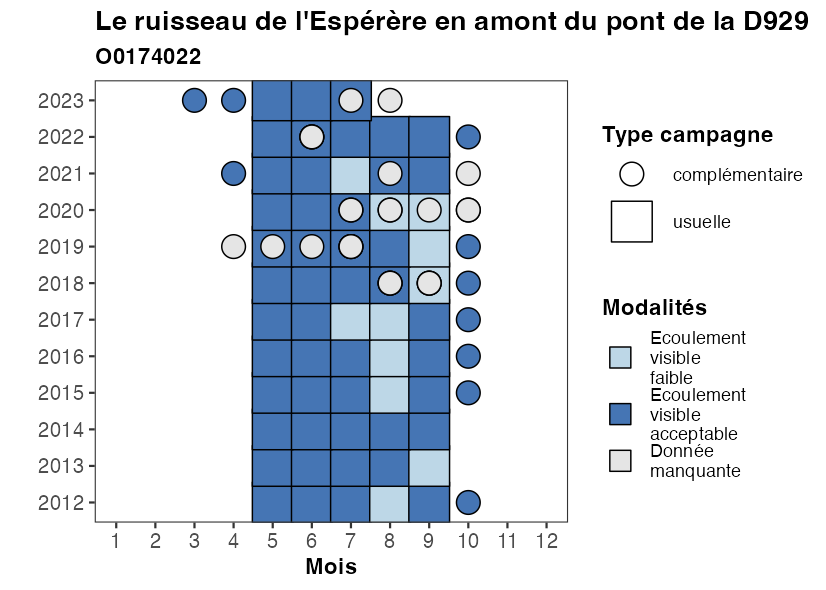 Le ruisseau de l'Espérère en amont du pont de la D929
O0174022
2023
2022
2021
2020
2019
2018
2017
2016
2015
2014
2013
2012
1 2 3 4 5 6 7 8 9 10 11 12
Mois
Type campagne
complémentaire
usuelle
Modalités
Ecoulement
visible
faible
Ecoulement
visible
acceptable
Donnée
manquante